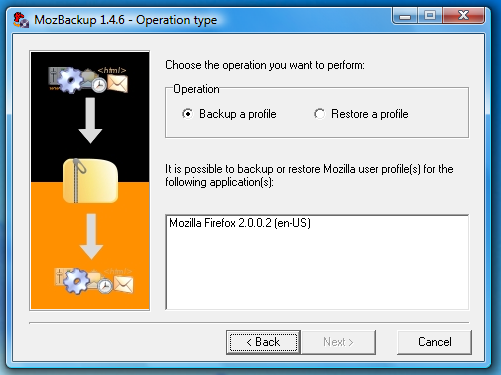 MozBackup 1.4.6 - Operation type
<html>
Choose the operation you want to perform:
Operation
Backup a profile
Restore a profile
It is possible to backup or restore Mozilla user profile(s) for the
following application(s):
Mozilla Firefox 2.0.0.2 (en-US)
<html>
< Back
Next >
Cancel